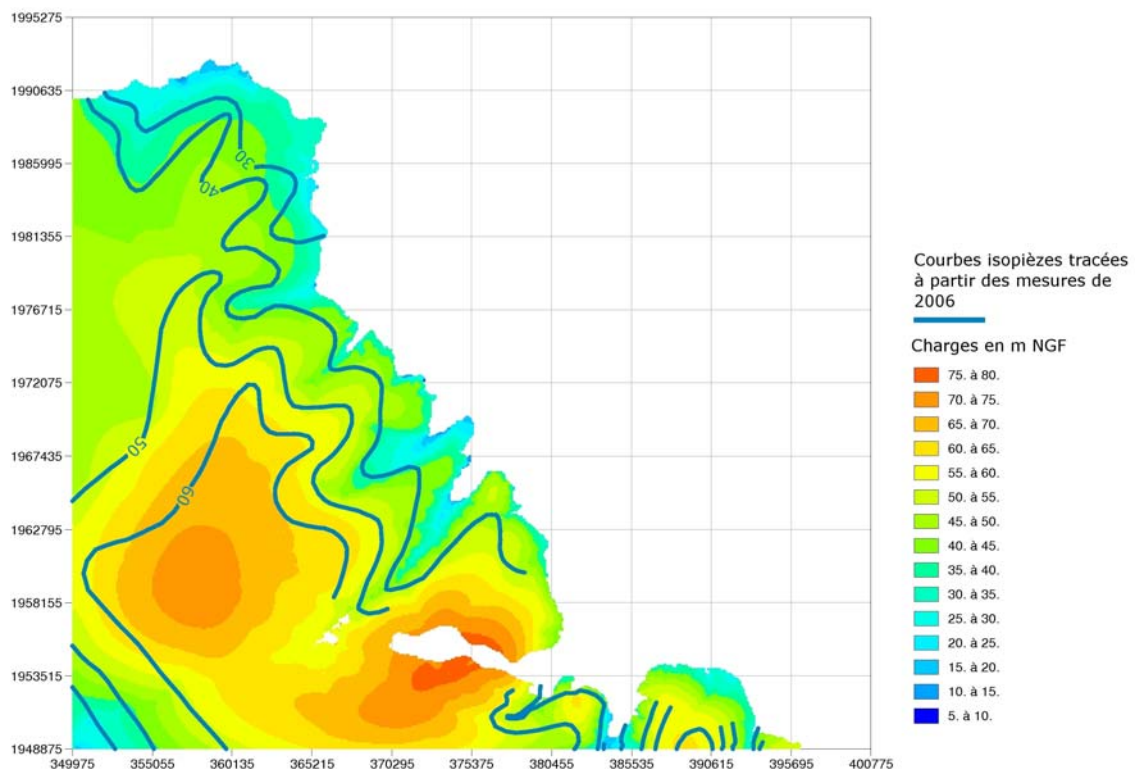 1995275
1990635
1985995
1981355
1976715
1972075
1967435
1962795
1958155
1953515
1948875
349975 355055 360135 365215 370295 375375 380455 385535 390615 395695 400775
30
40
50
60
Courbes isopièzes tracées
à partir des mesures de
2006
Charges en m NGF
75. à 80.
70. à 75.
65. à 70.
60. à 65.
55. à 60.
50. à 55.
45. à 50.
40. à 45.
35. à 40.
30. à 35.
25. à 30.
20. à 25.
15. à 20.
10. à 15.
5. à 10.